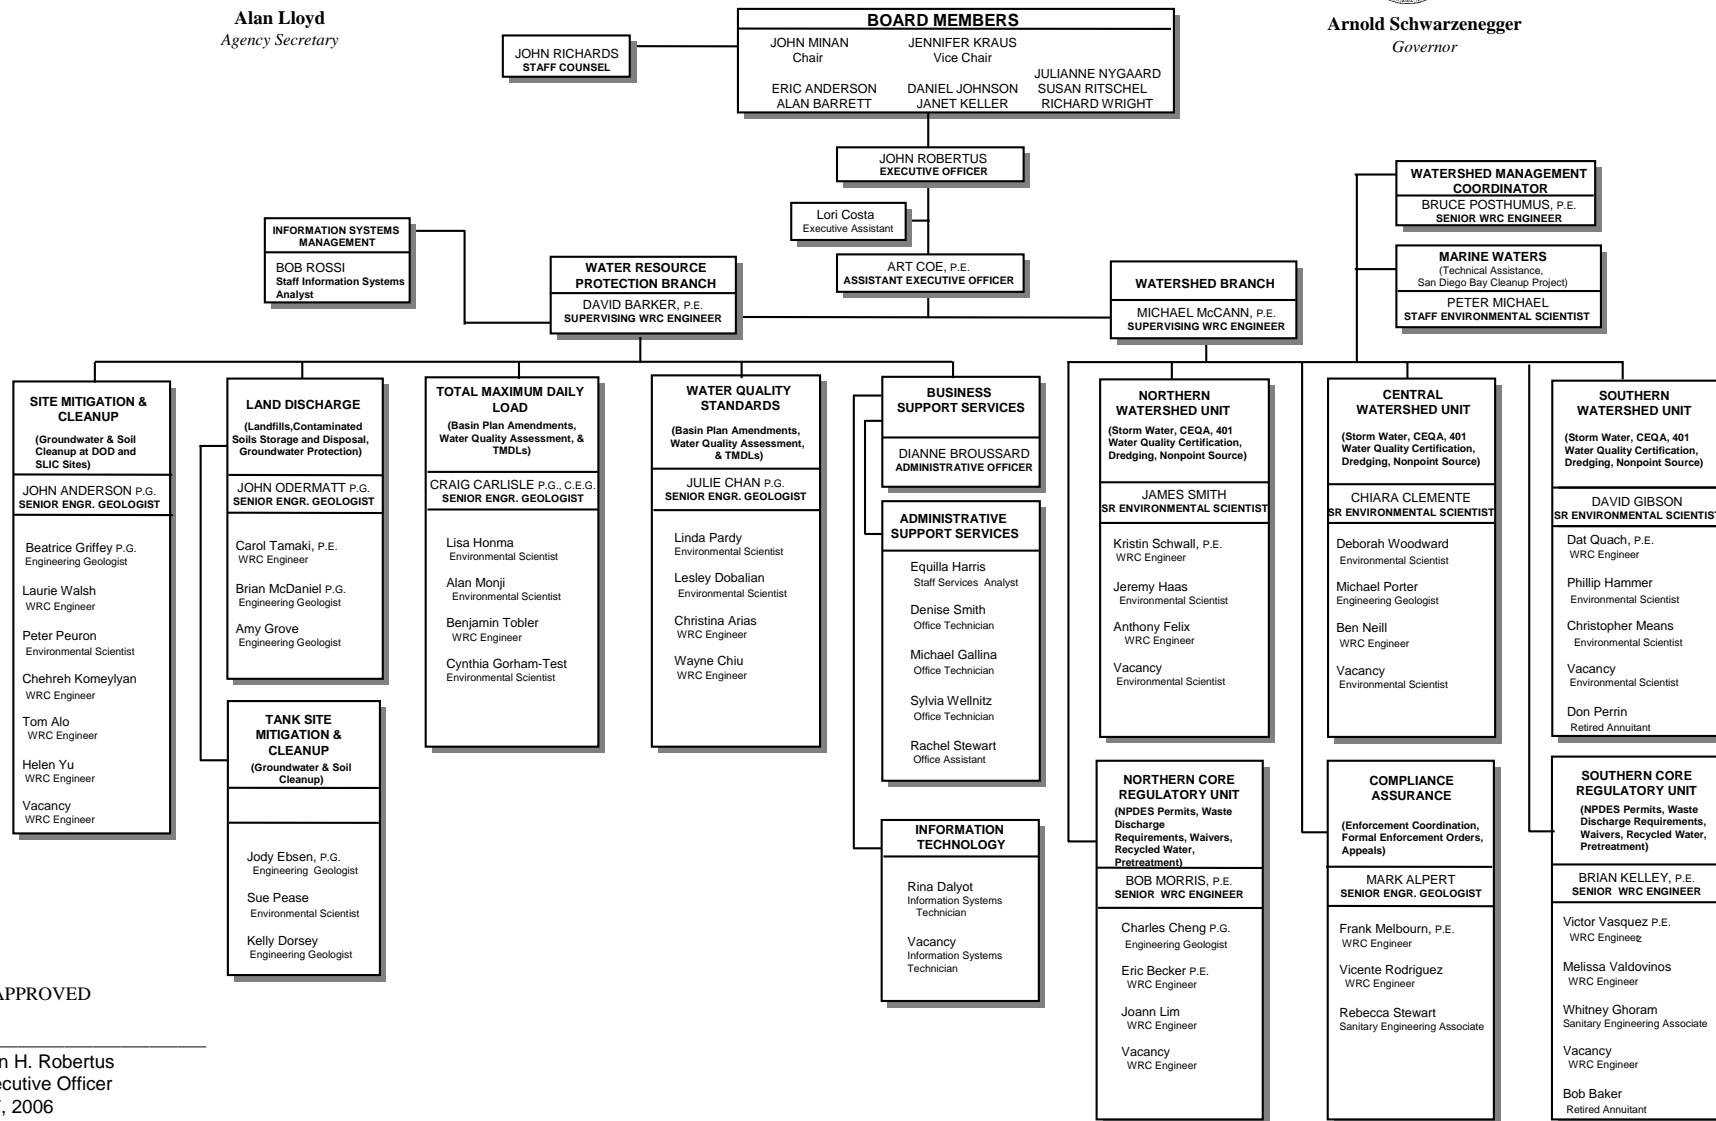 Alan Lloyd
Agency Secretary
Arnold Schwarzenegger
Governor
JOHN RICHARDS
STAFF COUNSEL
BOARD MEMBERS
JOHN MINAN
Chair
JENNIFER KRAUS
Vice Chair
ERIC ANDERSON
ALAN BARRETT
DANIEL JOHNSON
JANET KELLER
JULIANNE NYGAARD
SUSAN RITSCHEL
RICHARD WRIGHT
JOHN ROBERTUS
EXECUTIVE OFFICER
Lori Costa
Executive Assistant
ART COE, P.E.
ASSISTANT EXECUTIVE OFFICER
INFORMATION SYSTEMS
MANAGEMENT
BOB ROSSI
Staff Information Systems
Analyst
WATER RESOURCE
PROTECTION BRANCH
DAVID BARKER, P.E.
SUPERVISING WRC ENGINEER
WATERSHED BRANCH
MICHAEL McCANN, P.E.
SUPERVISING WRC ENGINEER
WATERSHED MANAGEMENT
COORDINATOR
BRUCE POSTHUMUS, P.E.
SENIOR WRC ENGINEER
MARINE WATERS
(Technical Assistance,
San Diego Bay Cleanup Project)
PETER MICHAEL
STAFF ENVIRONMENTAL SCIENTIST
SITE MITIGATION &
CLEANUP
(Groundwater & Soil
Cleanup at DOD and
SLIC Sites)
JOHN ANDERSON P.G.
SENIOR ENGR. GEOLOGIST
Beatrice Griffey P.G.
Engineering Geologist
Laurie Walsh
WRC Engineer
Peter Peuron
Environmental Scientist
Chehreh Komeylyan
WRC Engineer
Tom Alo
WRC Engineer
Helen Yu
WRC Engineer
Vacancy
WRC Engineer
LAND DISCHARGE
(Landfills,Contaminated
Soils Storage and Disposal,
Groundwater Protection)
JOHN ODERMATT P.G.
SENIOR ENGR. GEOLOGIST
Carol Tamaki, P.E.
WRC Engineer
Brian McDaniel P.G.
Engineering Geologist
Amy Grove
Engineering Geologist
TANK SITE
MITIGATION &
CLEANUP
(Groundwater & Soil
Cleanup)
Jody Ebsen, P.G.
Engineering Geologist
Sue Pease
Environmental Scientist
Kelly Dorsey
Engineering Geologist
TOTAL MAXIMUM DAILY
LOAD
(Basin Plan Amendments,
Water Quality Assessment, &
TMDLs)
CRAIG CARLISLE P.G., C.E.G.
SENIOR ENGR. GEOLOGIST
Lisa Honma
Environmental Scientist
Alan Monji
Environmental Scientist
Benjamin Tobler
WRC Engineer
Cynthia Gorham-Test
Environmental Scientist
WATER QUALITY
STANDARDS
(Basin Plan Amendments,
Water Quality Assessment,
& TMDLs)
JULIE CHAN P.G.
SENIOR ENGR. GEOLOGIST
Linda Pardy
Environmental Scientist
Lesley Dobalian
Environmental Scientist
Christina Arias
WRC Engineer
Wayne Chiu
WRC Engineer
BUSINESS
SUPPORT SERVICES
DIANNE BROUSSARD
ADMINISTRATIVE OFFICER
ADMINISTRATIVE
SUPPORT SERVICES
Equilla Harris
Staff Services Analyst
Denise Smith
Office Technician
Michael Gallina
Office Technician
Sylvia Wellnitz
Office Technician
Rachel Stewart
Office Assistant
INFORMATION
TECHNOLOGY
Rina Dalyot
Information Systems
Technician
Vacancy
Information Systems
Technician
NORTHERN
WATERSHED UNIT
(Storm Water, CEQA, 401
Water Quality Certification,
Dredging, Nonpoint Source)
JAMES SMITH
SR ENVIRONMENTAL SCIENTIST
Kristin Schwall, P.E.
WRC Engineer
Jeremy Haas
Environmental Scientist
Anthony Felix
WRC Engineer
Vacancy
Environmental Scientist
NORTHERN CORE
REGULATORY UNIT
(NPDES Permits, Waste
Discharge
Requirements, Waivers,
Recycled Water,
Pretreatment)
BOB MORRIS, P.E.
SENIOR WRC ENGINEER
Charles Cheng P.G.
Engineering Geologist
Eric Becker P.E.
WRC Engineer
Joann Lim
WRC Engineer
Vacancy
WRC Engineer
CENTRAL
WATERSHED UNIT
(Storm Water, CEQA, 401
Water Quality Certification,
Dredging, Nonpoint Source)
CHIARA CLEMENTE
SR ENVIRONMENTAL SCIENTIST
Deborah Woodward
Environmental Scientist
Michael Porter
Engineering Geologist
Ben Neill
WRC Engineer
Vacancy
Environmental Scientist
COMPLIANCE
ASSURANCE
(Enforcement Coordination,
Formal Enforcement Orders,
Appeals)
MARK ALPERT
SENIOR ENGR. GEOLOGIST
Frank Melbourn, P.E.
WRC Engineer
Vicente Rodriguez
WRC Engineer
Rebecca Stewart
Sanitary Engineering Associate
SOUTHERN
WATERSHED UNIT
(Storm Water, CEQA, 401
Water Quality Certification,
Dredging, Nonpoint Source)
DAVID GIBSON
SR ENVIRONMENTAL SCIENTIST
Dat Quach, P.E.
WRC Engineer
Phillip Hammer
Environmental Scientist
Christopher Means
Environmental Scientist
Vacancy
Environmental Scientist
Don Perrin
Retired Annuitant
SOUTHERN CORE
REGULATORY UNIT
(NPDES Permits, Waste
Discharge Requirements,
Waivers, Recycled Water,
Pretreatment)
BRIAN KELLEY, P.E.
SENIOR WRC ENGINEER
Victor Vasquez P.E.
WRC Engineer
Melissa Valdovinos
WRC Engineer
Whitney Ghoram
Sanitary Engineering Associate
Vacancy
WRC Engineer
Bob Baker
Retired Annuitant
APPROVED
n H. Robertus
ecutive Officer
, 2006